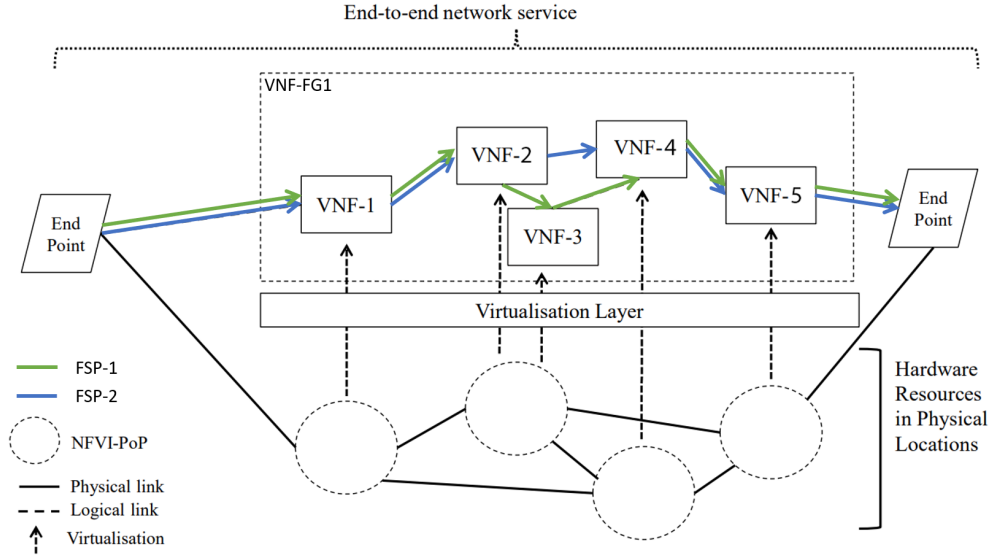 End-to-end network service
VNF-FG1
VNF-1
VNF-2
VNF-3
VNF-4
VNF-5
End
Point
End
Point
Virtualisation Layer
FSP-1
FSP-2
NFVI-PoP
Physical link
Logical link
Virtualisation
Hardware
Resources
in Physical
Locations